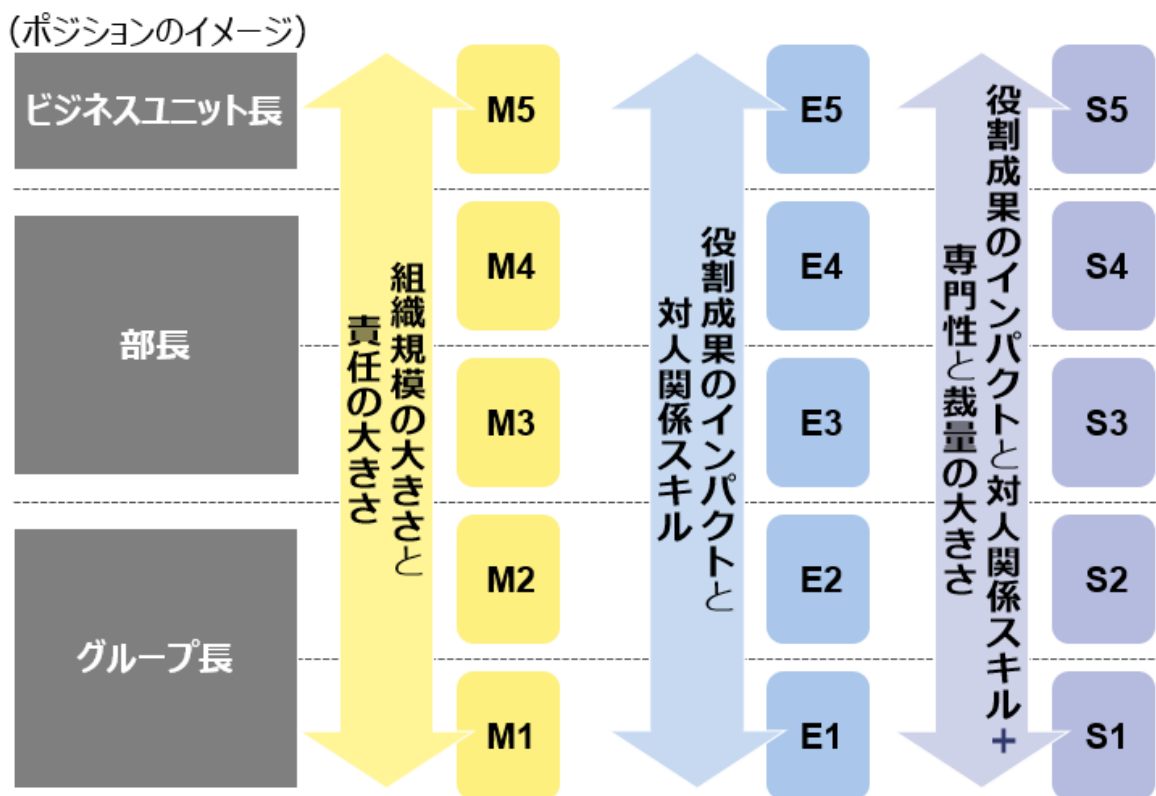 (ポジションのイメージ)
ビジネスユニット長
部長
グループ長
組織規模の大きさと
責任の大きさ
M5
M4
M3
M2
M1
役割成果のインパクトと
対人関係スキル
E5
E4
E3
E2
E1
役割成果のインパクトと対人関係スキル+
専門性と裁量の大きさ
S5
S4
S3
S2
S1